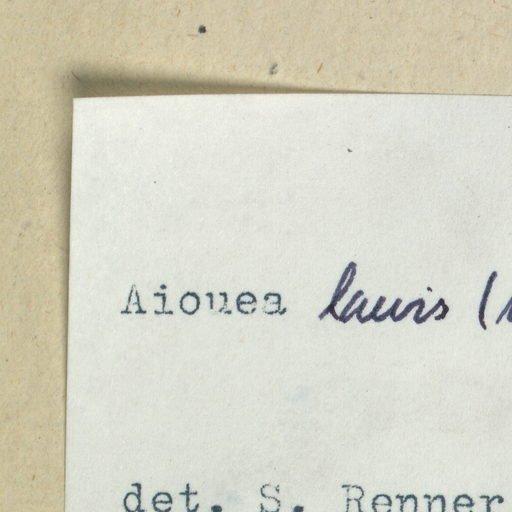 Aiouea laevis (
det. S. Renner